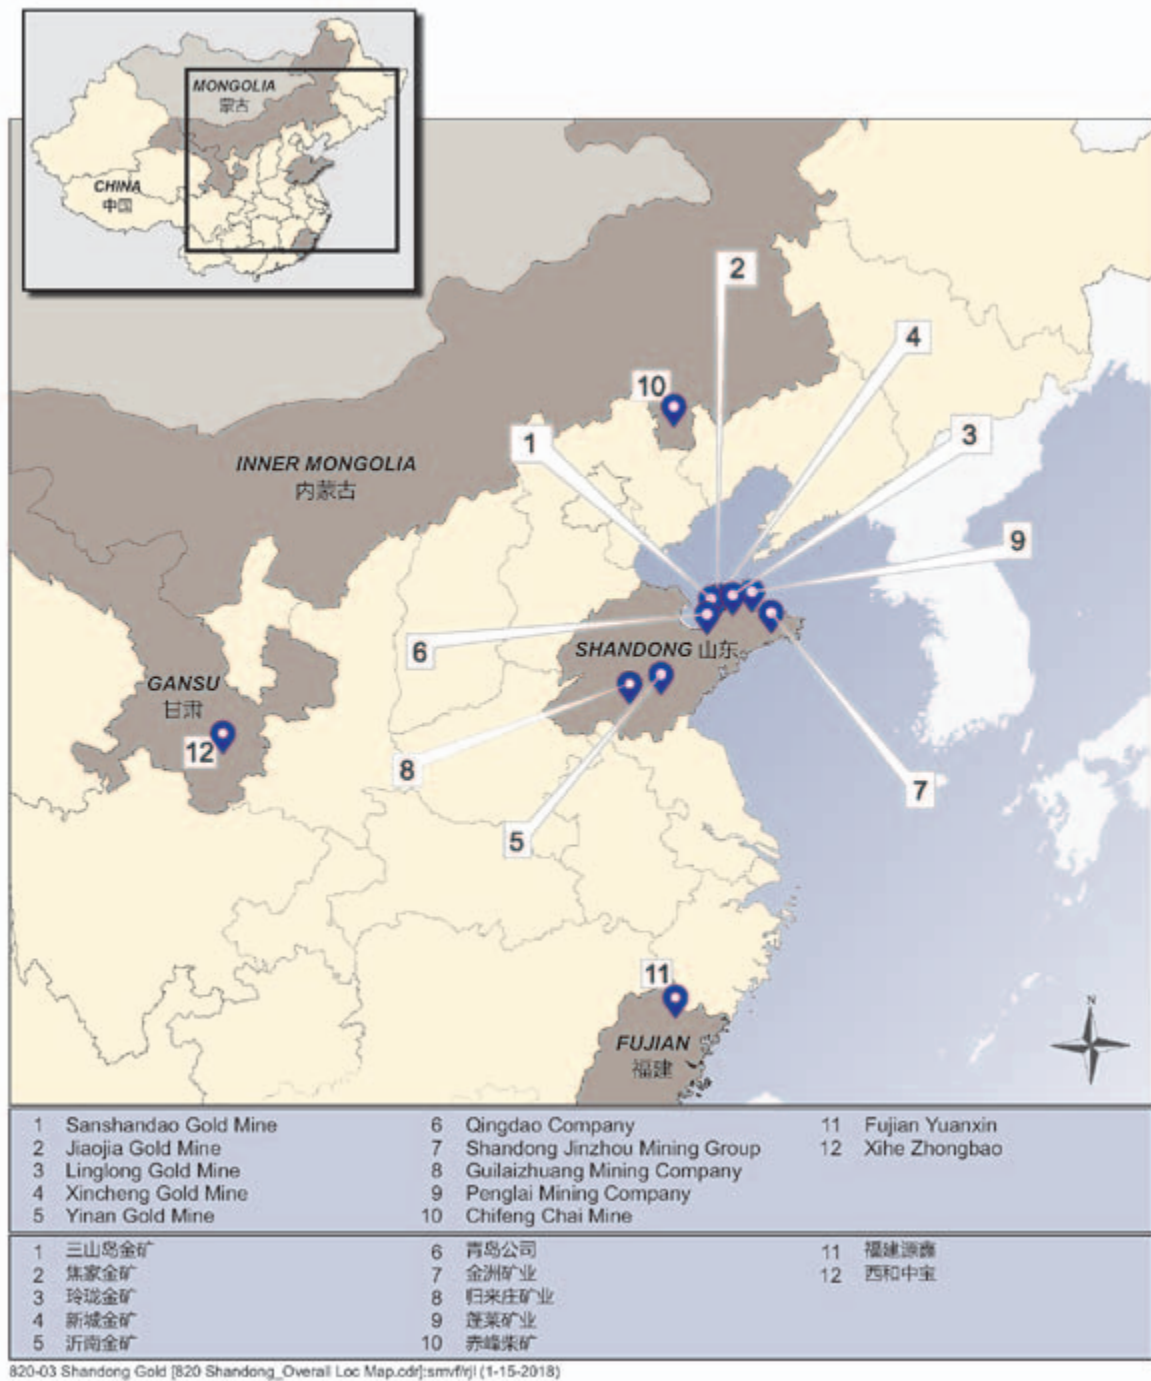 MONGOLIA
蒙古
CHINA
中国
2
4
10
1
3
INNER MONGOLIA
内蒙古
9
6
SHANDONG 山东
GANSU
甘肃
12
8
7
5
11
N
FUJIAN
福建
1 Sanshandao Gold Mine
2 Jiaojia Gold Mine
3 Linglong Gold Mine
4 Xincheng Gold Mine
5 Yinan Gold Mine
6 Qingdao Company
7 Shandong Jinzhou Mining Group
8 Guilaizhuang Mining Company
9 Penglai Mining Company
10 Chifeng Chai Mine
11 Fujian Yuanxin
12 Xihe Zhongbao
1 三山岛金矿
2 焦家金矿
3 玲珑金矿
4 新城金矿
5 沂南金矿
6 青岛公司
7 金洲矿业
8 归来庄矿业
9 蓬莱矿业
10 赤峰柴矿
11 福建源鑫
12 西和中宝
820-03 Shandong Gold [820 Shandong_Overall Loc Map.cdr]:smvf/rjl (1-15-2018)